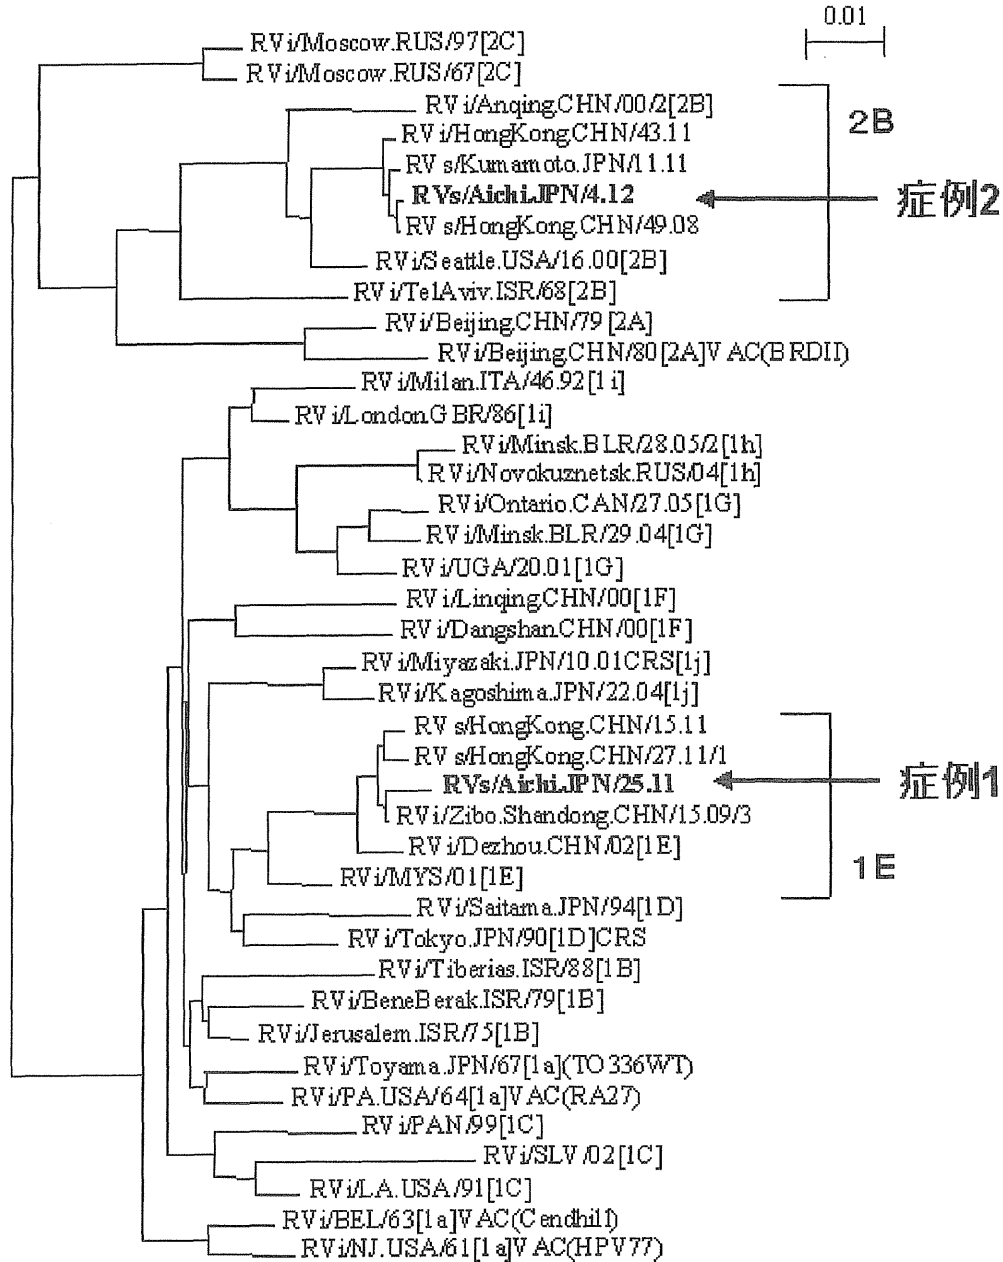 0.01
RVi/Moscow.RUS/97[2C]
RVi/Moscow.RUS/67[2C]
RVi/Anqing.CHN/00/2[2B]
2B
RVi/HongKong.CHN/43.11
RVs/Kumamoto.JPN/11.11
RVs/Aichi.JPN/4.12
症例2
RVs/HongKong.CHN/49.08
RVi/Seattle.USA/16.00[2B]
RVi/TelAviv.ISR/68[2B]
RVi/Beijing.CHN/79[2A]
RVi/Beijing.CHN/80[2A]VAC(BRDII)
RVi/Milan.ITA/46.92[1i]
RVi/London.GBR/86[1i]
RVi/Minsk.BLR/28.05/2[1h]
RVi/Novokuznetsk.RUS/04[1h]
RVi/Ontario.CAN/27.05[1G]
RVi/Minsk.BLR/29.04[1G]
RVi/UGA/20.01[1G]
RVi/Linqing.CHN/00[1F]
RVi/Dangshan.CHN/00[1F]
RVi/Miyazaki.JPN/10.01CRS[1j]
RVi/Kagoshima.JPN/22.04[1j]
RVs/HongKong.CHN/15.11
RVs/HongKong.CHN/27.11/1
RVs/Aichi.JPN/25.11
症例1
RVi/Zibo.Shandong.CHN/15.09/3
RVi/Dezhou.CHN/02[1E]
1E
RVi/MYS/01[1E]
RVi/Saitama.JPN/94[1D]
RVi/Tokyo.JPN/90[1D]CRS
RVi/Tiberias.ISR/88[1B]
RVi/BeneBerak.ISR/79[1B]
RVi/Jerusalem.ISR/75[1B]
RVi/Toyama.JPN/67[1a](TO336WT)
RVi/PA.USA/64[1a]VAC(RA27)
RVi/PAN/99[1C]
RVi/SLV/02[1C]
RVi/LA.USA/91[1C]
RVi/BEL/63[1a]VAC(Cendhill)
RVi/NJ.USA/61[1a]VAC(HPV77)